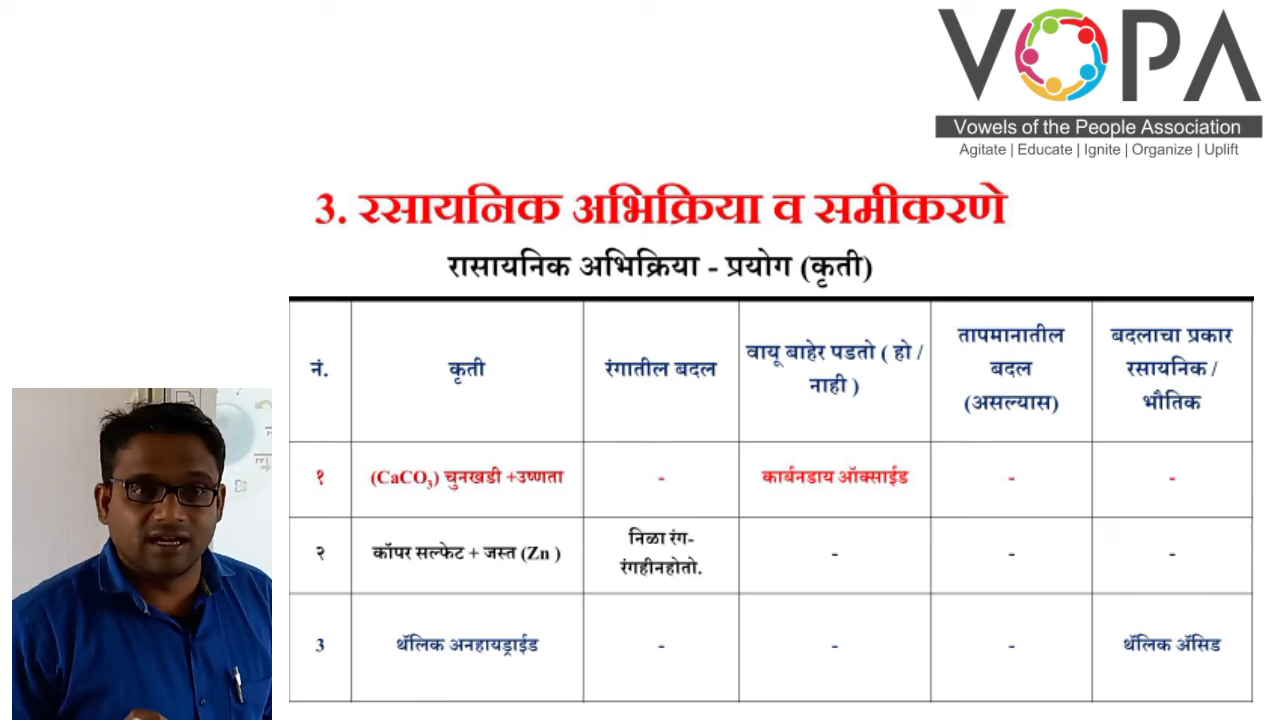 VOPA
Vowels of the People Association
Agitate | Educate | Ignite | Organize | Uplift
3. रसायनिक अभिक्रिया व समीकरणे
रासायनिक अभिक्रिया - प्रयोग (कृती)
नं.
कृती
रंगातील बदल
वायू बाहेर पडतो ( हो /
नाही )
तापमानातील
बदल
(असल्यास)
बदलाचा प्रकार
रसायनिक /
भौतिक
१
(CaCO₃) चुनखडी +उष्णता
-
कार्बनडाय ऑक्साईड
-
-
२
कॉपर सल्फेट + जस्त (Zn )
निळा रंग-
रंगहीनहोतो.
-
-
-
3
थॅलिक अनहायड्राईड
-
-
-
थॅलिक ॲसिड